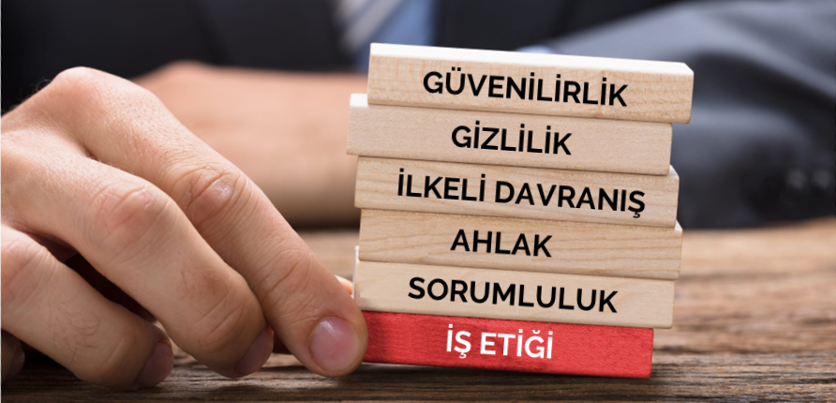 GÜVENİLİRLİK
GİZLİLİK
İLKELİ DAVRANIŞ
AHLAK
SORUMLULUK
İŞ ETİĞİ